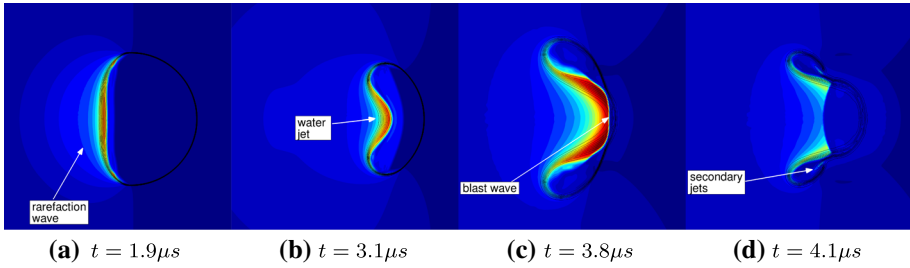 rarefaction
wave
water
jet
blast wave
secondary
jets
(a) t = 1.9μs
(b) t = 3.1μs
(c) t = 3.8μs
(d) t = 4.1μs